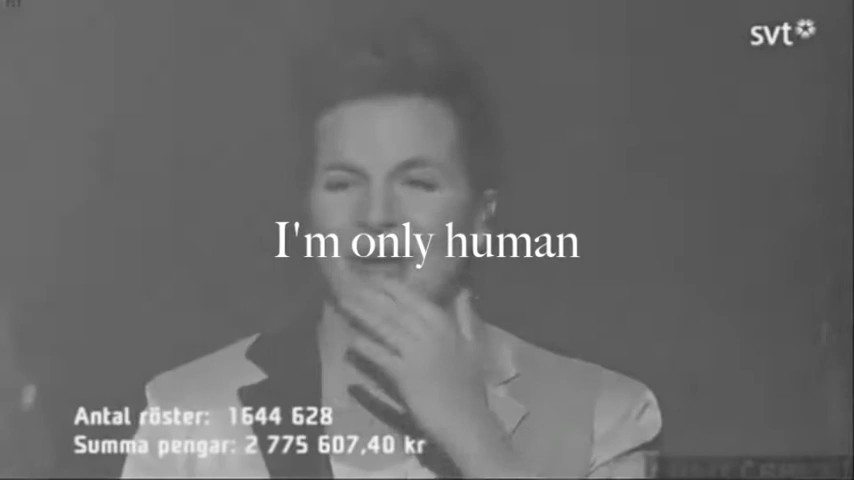 svt
I'm only human
Antal röster: 1644 628
Summa pengar: 2 775 607,40 kr